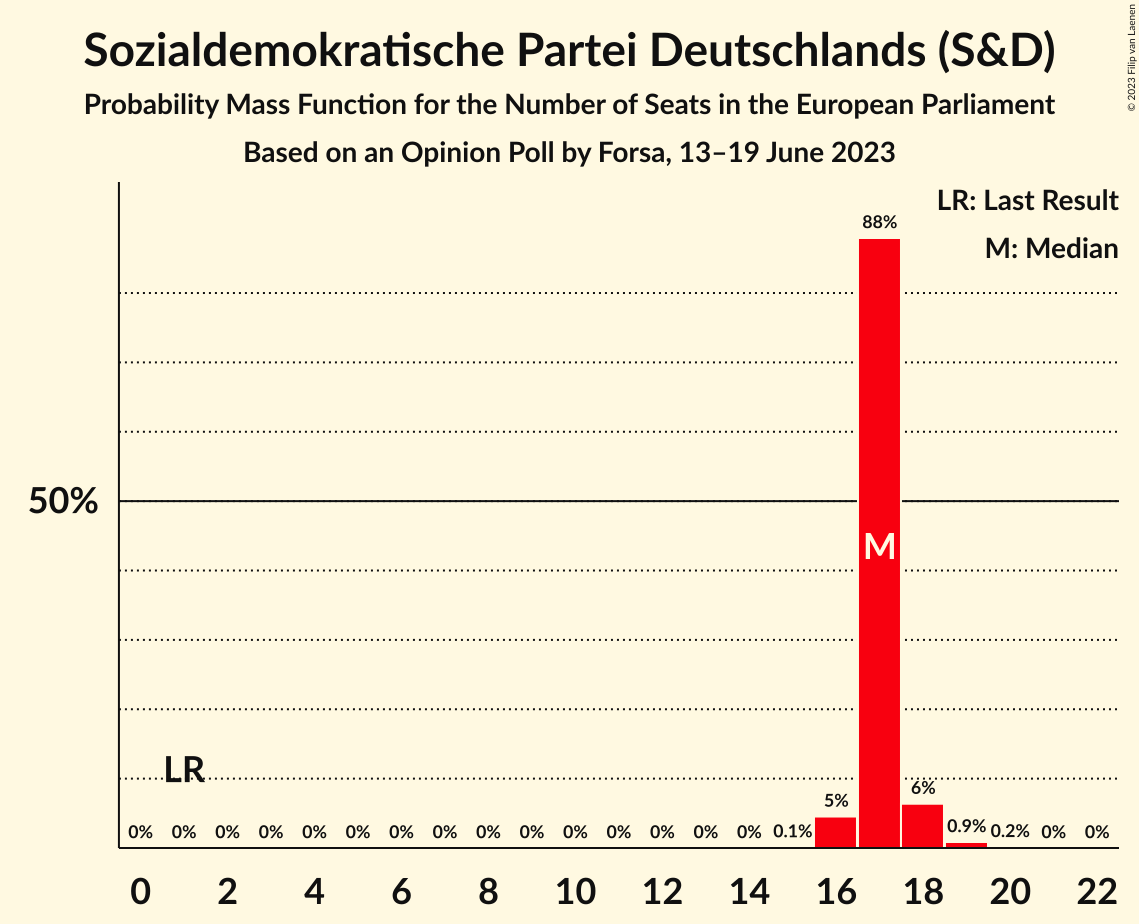 Sozialdemokratische Partei Deutschlands (S&D)
Probability Mass Function for the Number of Seats in the European Parliament
Based on an Opinion Poll by Forsa, 13–19 June 2023
© 2023 Filip van Laenen
LR: Last Result
M: Median
88%
50%
M
LR
0% 0% 0% 0% 0% 0% 0% 0% 0% 0% 0% 0% 0% 0% 0% 0.1% 5% 6% 0.9% 0.2% 0% 0%
0 2 4 6 8 10 12 14 16 18 20 22